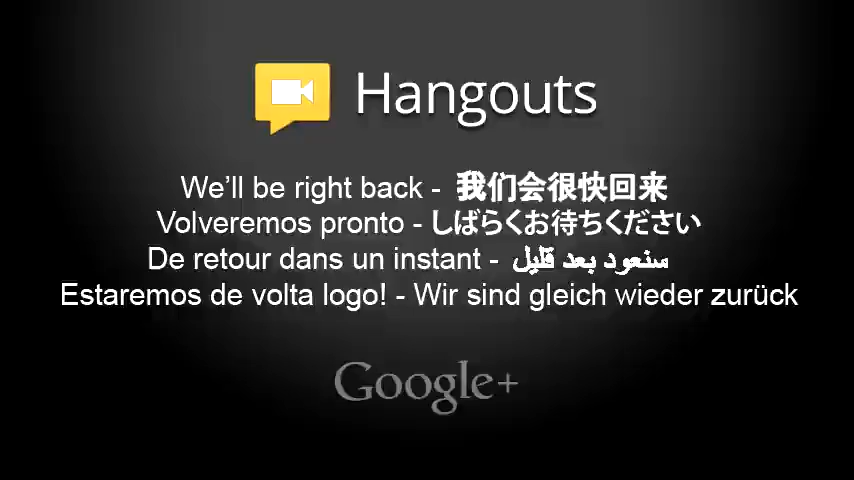 Hangouts
We'll be right back - 我们会很快回来
Volveremos pronto - しばらくお待ちください
De retour dans un instant - سنعود بعد قليل
Estaremos de volta logo! - Wir sind gleich wieder zurück
Google+